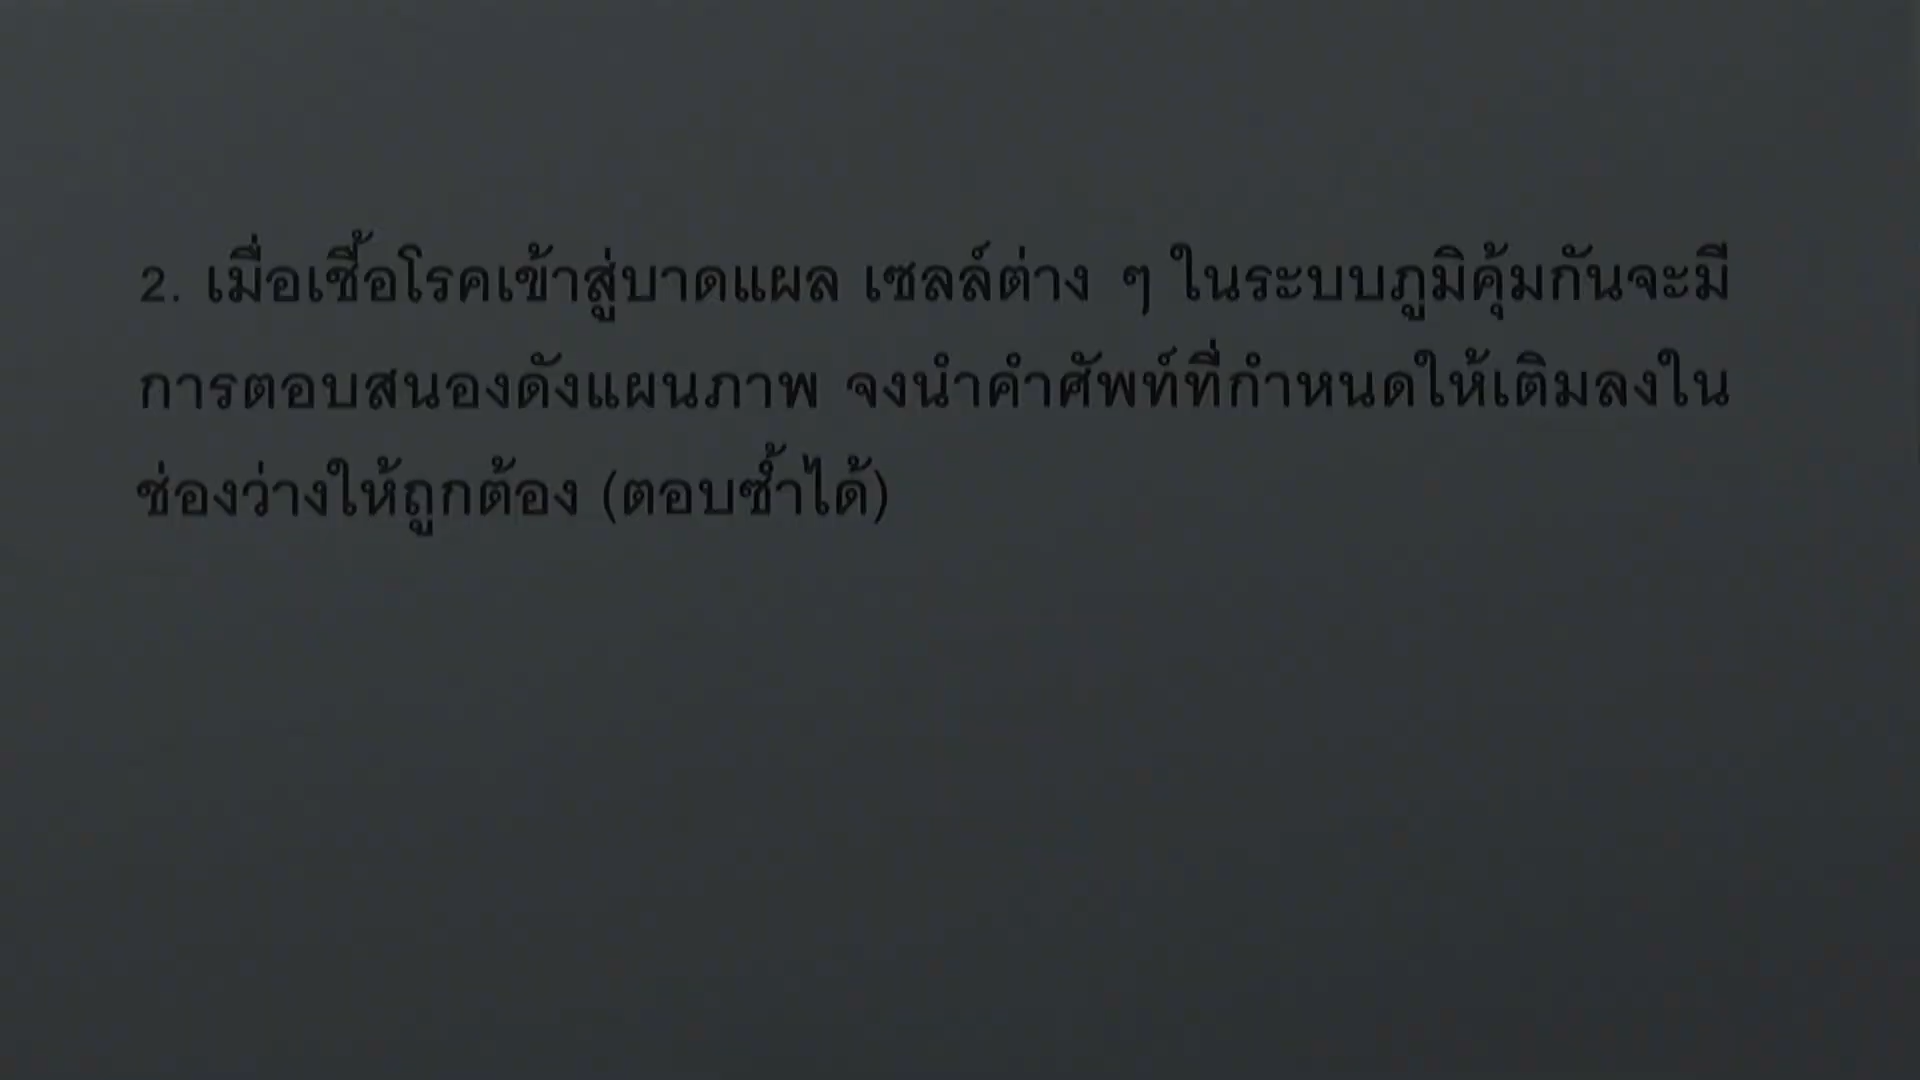 2. เมื่อเชื้อโรคเข้าสู่บาดแผล เซลล์ต่าง ๆ ในระบบภูมิคุ้มกันจะมี
การตอบสนองดังแผนภาพ จงนำคำศัพท์ที่กำหนดให้เติมลงใน
ช่องว่างให้ถูกต้อง (ตอบซ้ำได้)